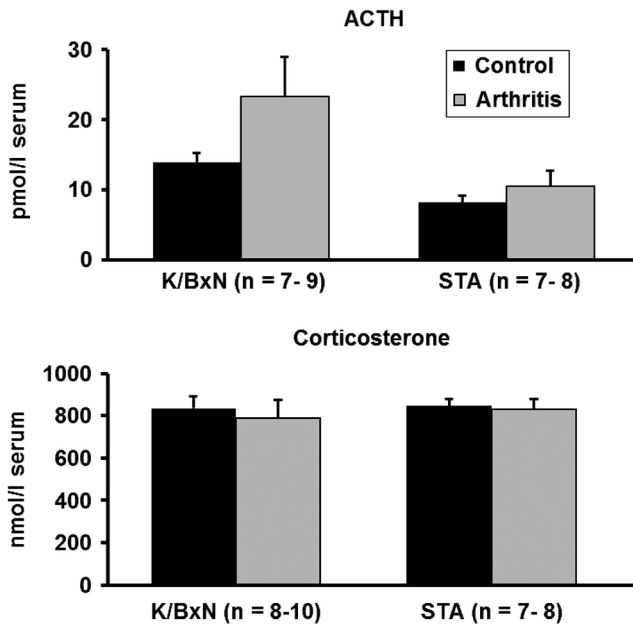 ACTH
30
20
10
0
pmol/l serum
Control
Arthritis
K/BxN (n = 7- 9)
STA (n = 7- 8)
Corticosterone
1000
800
600
400
200
0
nmol/l serum
K/BxN (n = 8-10)
STA (n = 7- 8)